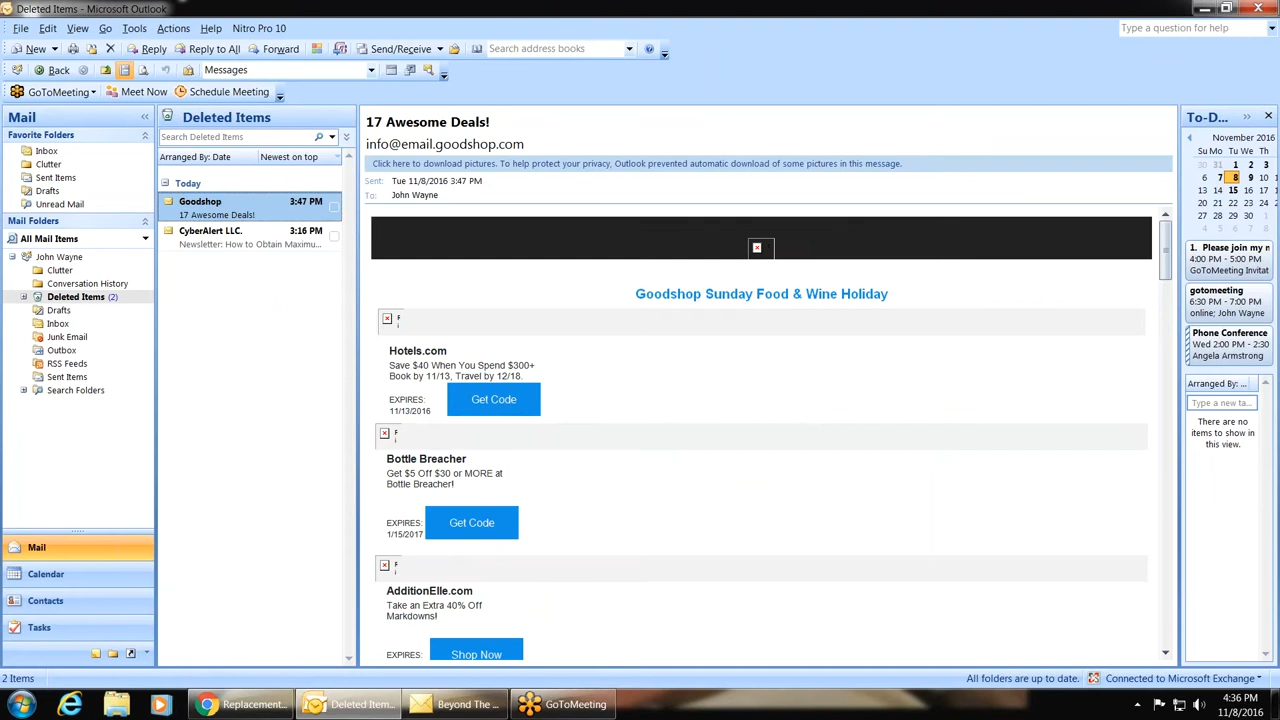 Deleted Items - Microsoft Outlook
File Edit View Go Tools Actions Help Nitro Pro 10
Type a question for help
New Reply Reply to All Forward Send/Receive Search address books
Back Messages
GoToMeeting Meet Now Schedule Meeting
Mail
Favorite Folders
Inbox
Clutter
Sent Items
Drafts
Unread Mail
Mail Folders
All Mail Items
John Wayne
Clutter
Conversation History
Deleted Items (2)
Drafts
Inbox
Junk Email
Outbox
RSS Feeds
Sent Items
Search Folders
Mail
Calendar
Contacts
Tasks
Deleted Items
Search Deleted Items
Arranged By: Date Newest on top
Today
Goodshop 3:47 PM
17 Awesome Deals!
CyberAlert LLC. 3:16 PM
Newsletter: How to Obtain Maximu...
17 Awesome Deals!
info@email.goodshop.com
Click here to download pictures. To help protect your privacy, Outlook prevented automatic download of some pictures in this message.
Sent: Tue 11/8/2016 3:47 PM
To: John Wayne
Goodshop Sunday Food & Wine Holiday
Hotels.com
Save $40 When You Spend $300+
Book by 11/13, Travel by 12/18.
EXPIRES:
11/13/2016
Get Code
Bottle Breacher
Get $5 Off $30 or MORE at
Bottle Breacher!
EXPIRES:
1/15/2017
Get Code
AdditionElle.com
Take an Extra 40% Off
Markdowns!
EXPIRES:
Shop Now
To-D...
November 2016
Su Mo Tu We Th
30 31 1 2 3
6 7 8 9 10
13 14 15 16 17
20 21 22 23 24
27 28 29 30 1
4 5 6 7 8
1. Please join my n
4:00 PM - 5:00 PM
GoToMeeting Invitat
gotomeeting
6:30 PM - 7:00 PM
online; John Wayne
Phone Conference
Wed 2:00 PM - 2:30
Angela Armstrong
Arranged By: ...
Type a new ta...
There are no
items to show in
this view.
2 Items
All folders are up to date. Connected to Microsoft Exchange
Replacement... Deleted Item... Beyond The ... GoToMeeting
4:36 PM
11/8/2016